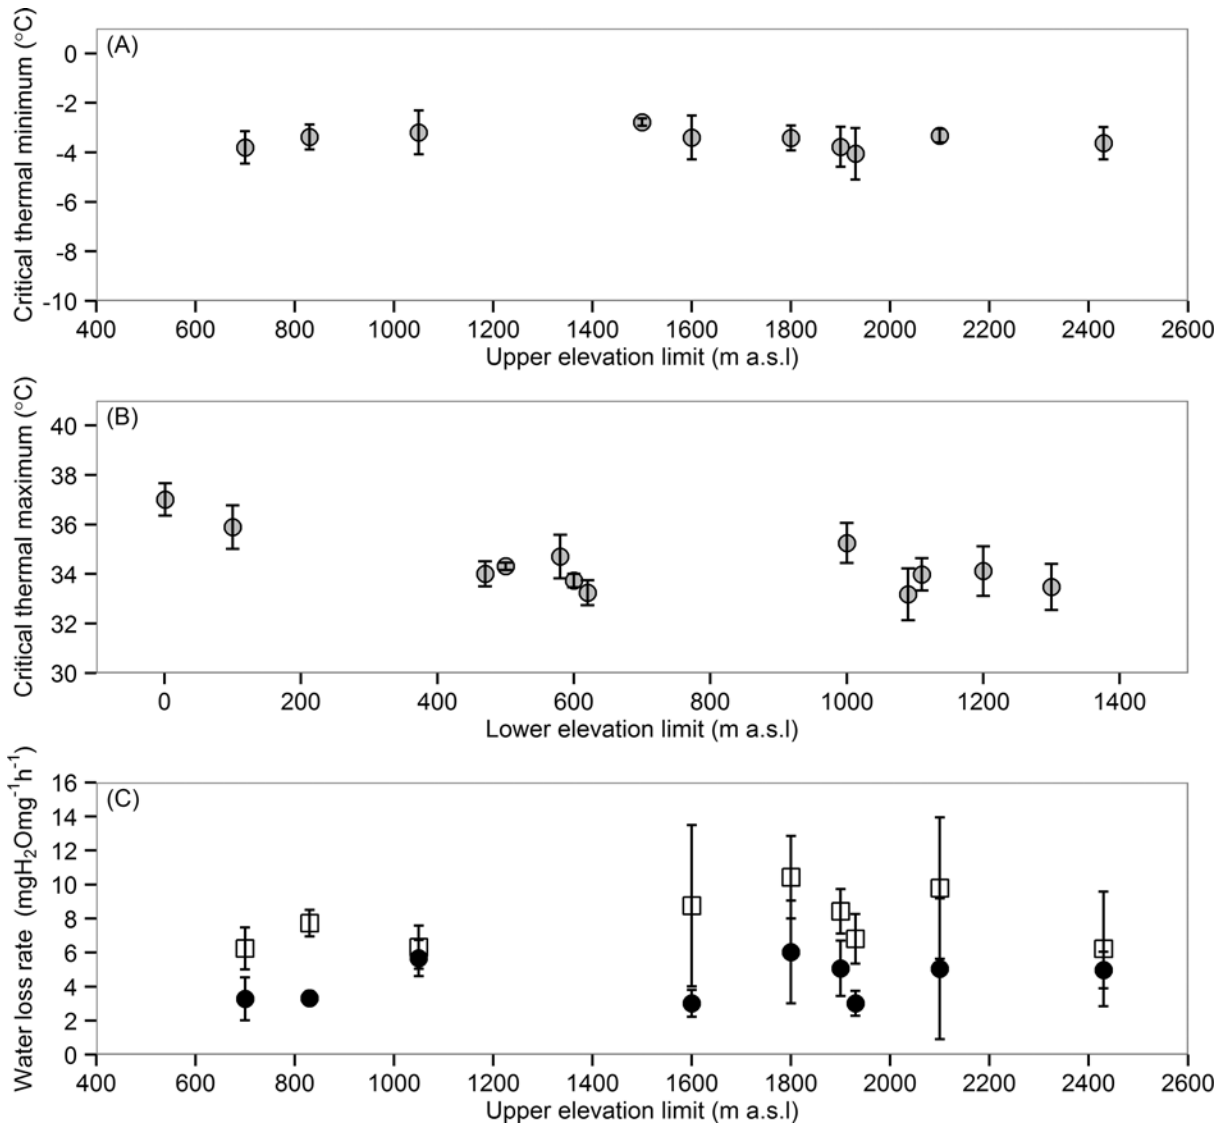 (A)
Critical thermal minimum (°C)
0
-2
-4
-6
-8
-10
400 600 800 1000 1200 1400 1600 1800 2000 2200 2400 2600
Upper elevation limit (m a.s.l)
(B)
Critical thermal maximum (°C)
40
38
36
34
32
30
0 200 400 600 800 1000 1200 1400
Lower elevation limit (m a.s.l)
(C)
Water loss rate (mgH₂Omg⁻¹h⁻¹)
16
14
12
10
8
6
4
2
0
400 600 800 1000 1200 1400 1600 1800 2000 2200 2400 2600
Upper elevation limit (m a.s.l)